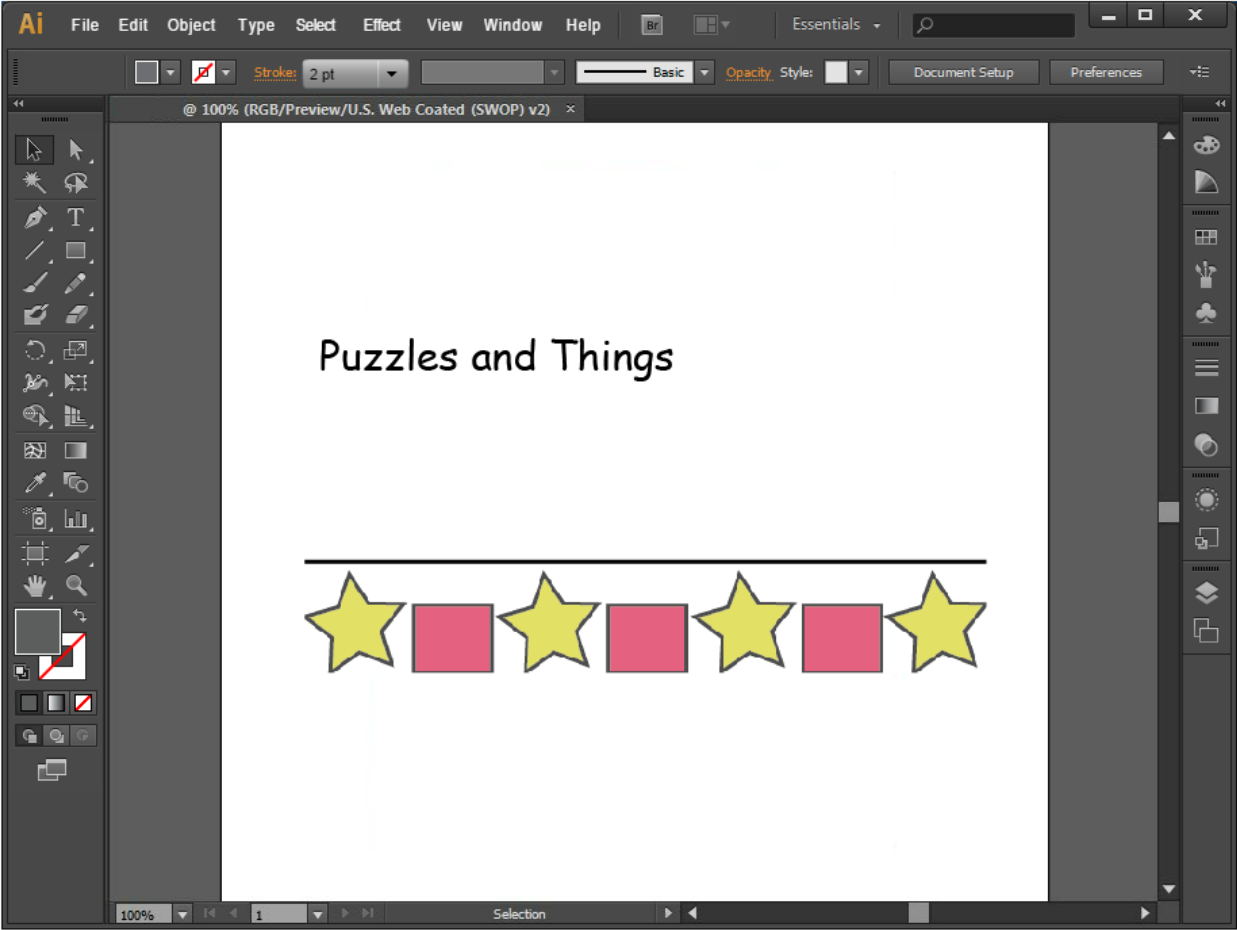 Ai File Edit Object Type Select Effect View Window Help Br Essentials
Stroke: 2 pt Basic Opacity Style: Document Setup Preferences
@ 100% (RGB/Preview/U.S. Web Coated (SWOP) v2) ×
T
Puzzles and Things
100% 1 Selection